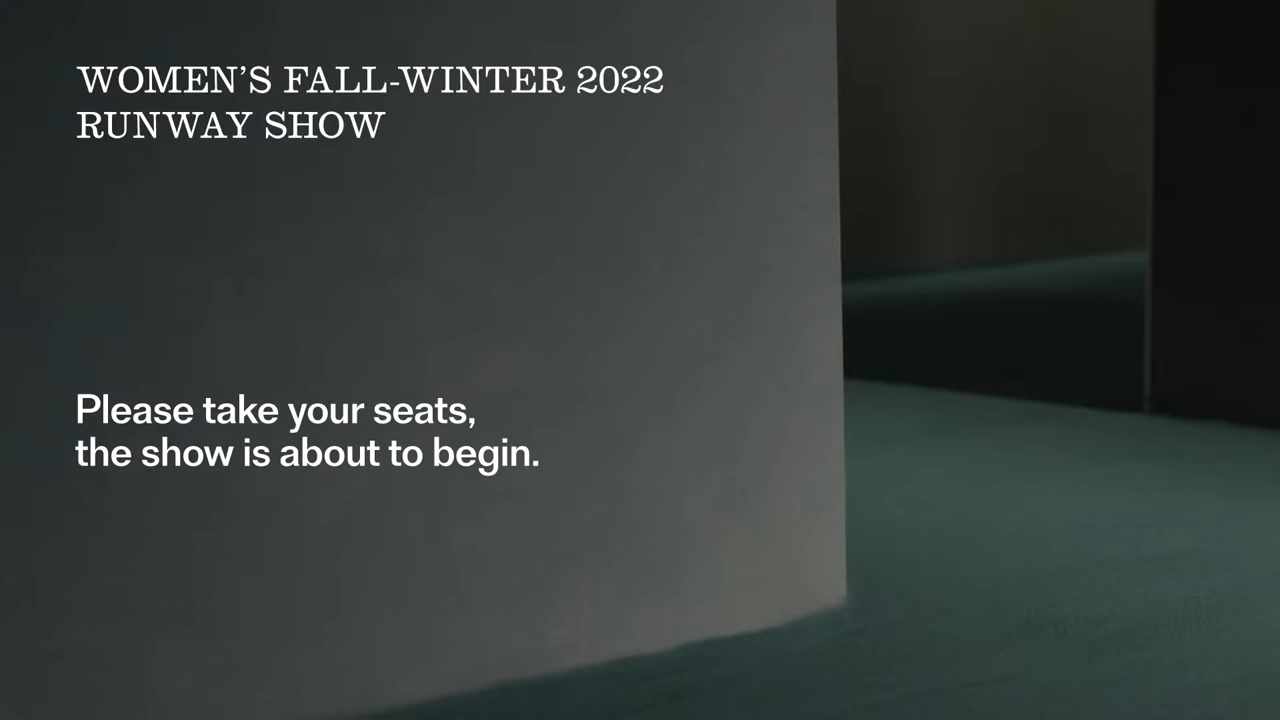 WOMEN’S FALL-WINTER 2022
RUNWAY SHOW
Please take your seats,
the show is about to begin.